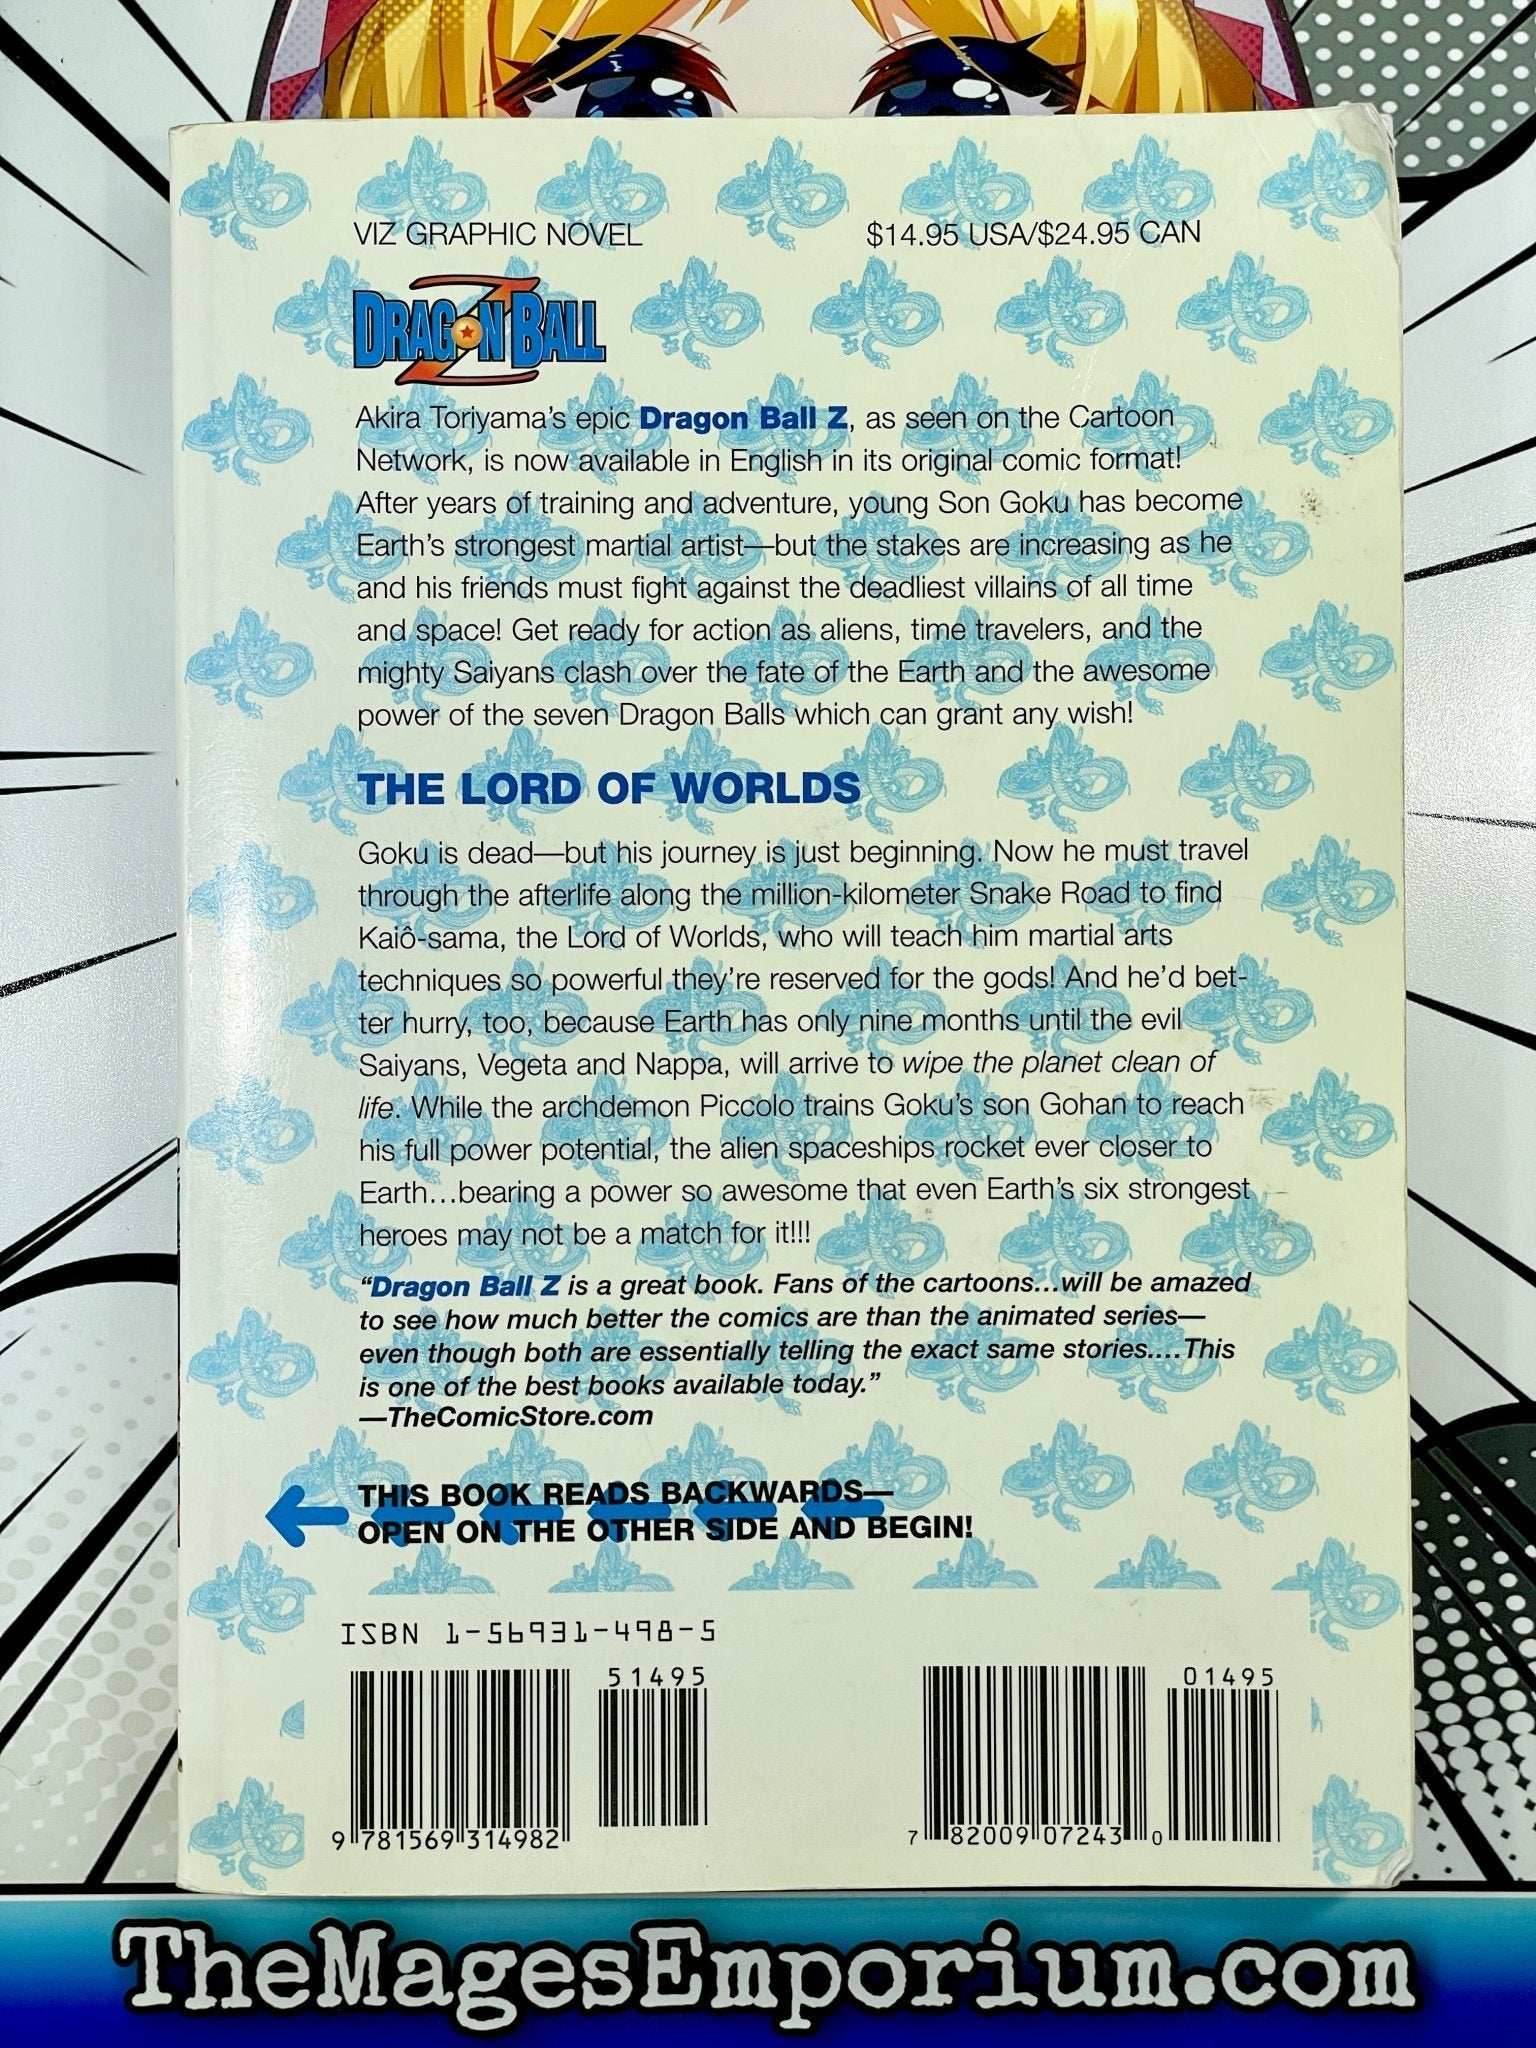 VIZ GRAPHIC NOVEL
$14.95 USA/$24.95 CAN
DRAGON BALL Z
Akira Toriyama's epic Dragon Ball Z, as seen on the Cartoon
Network, is now available in English in its original comic format!
After years of training and adventure, young Son Goku has become
Earth's strongest martial artist—but the stakes are increasing as he
and his friends must fight against the deadliest villains of all time
and space! Get ready for action as aliens, time travelers, and the
mighty Saiyans clash over the fate of the Earth and the awesome
power of the seven Dragon Balls which can grant any wish!
THE LORD OF WORLDS
Goku is dead—but his journey is just beginning. Now he must travel
through the afterlife along the million-kilometer Snake Road to find
Kaiô-sama, the Lord of Worlds, who will teach him martial arts
techniques so powerful they're reserved for the gods! And he'd bet-
ter hurry, too, because Earth has only nine months until the evil
Saiyans, Vegeta and Nappa, will arrive to wipe the planet clean of
life. While the archdemon Piccolo trains Goku's son Gohan to reach
his full power potential, the alien spaceships rocket ever closer to
Earth...bearing a power so awesome that even Earth's six strongest
heroes may not be a match for it!!!
"Dragon Ball Z is a great book. Fans of the cartoons...will be amazed
to see how much better the comics are than the animated series—
even though both are essentially telling the exact same stories....This
is one of the best books available today."
—TheComicStore.com
THIS BOOK READS BACKWARDS—
OPEN ON THE OTHER SIDE AND BEGIN!
ISBN 1-56931-498-5
51495
01495
9 781569 314982
7 82009 07243 0
TheMagesEmporium.com